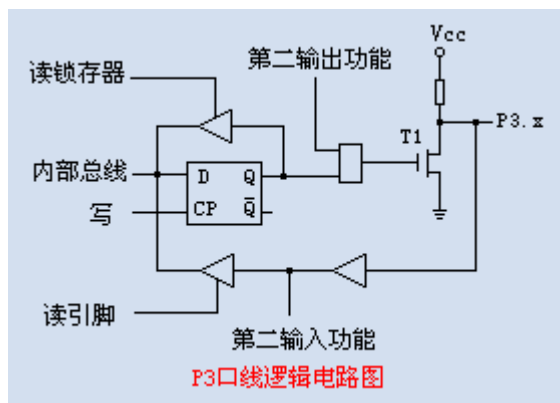 Vcc
第二输出功能
读锁存器
T1
P3.x
内部总线
D Q
写
CP Q̅
读引脚
第二输入功能
P3口线逻辑电路图